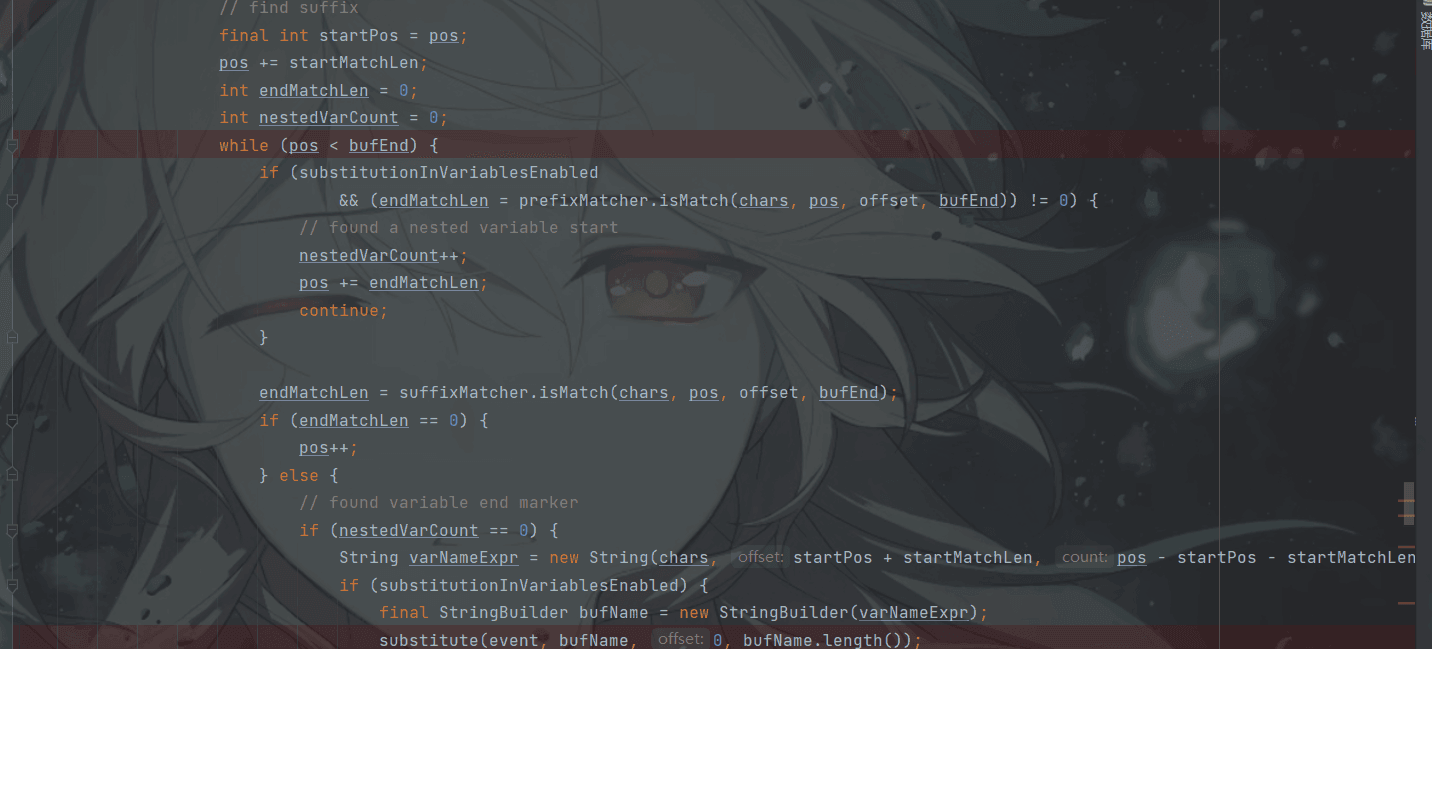 // find suffix
final int startPos = pos;
pos += startMatchLen;
int endMatchLen = 0;
int nestedVarCount = 0;
while (pos < bufEnd) {
if (substitutionInVariablesEnabled
&& (endMatchLen = prefixMatcher.isMatch(chars, pos, offset, bufEnd)) != 0) {
// found a nested variable start
nestedVarCount++;
pos += endMatchLen;
continue;
}
endMatchLen = suffixMatcher.isMatch(chars, pos, offset, bufEnd);
if (endMatchLen == 0) {
pos++;
} else {
// found variable end marker
if (nestedVarCount == 0) {
String varNameExpr = new String(chars, offset: startPos + startMatchLen, count: pos - startPos - startMatchLen
if (substitutionInVariablesEnabled) {
final StringBuilder bufName = new StringBuilder(varNameExpr);
substitute(event, bufName, offset: 0, bufName.length());
数据库